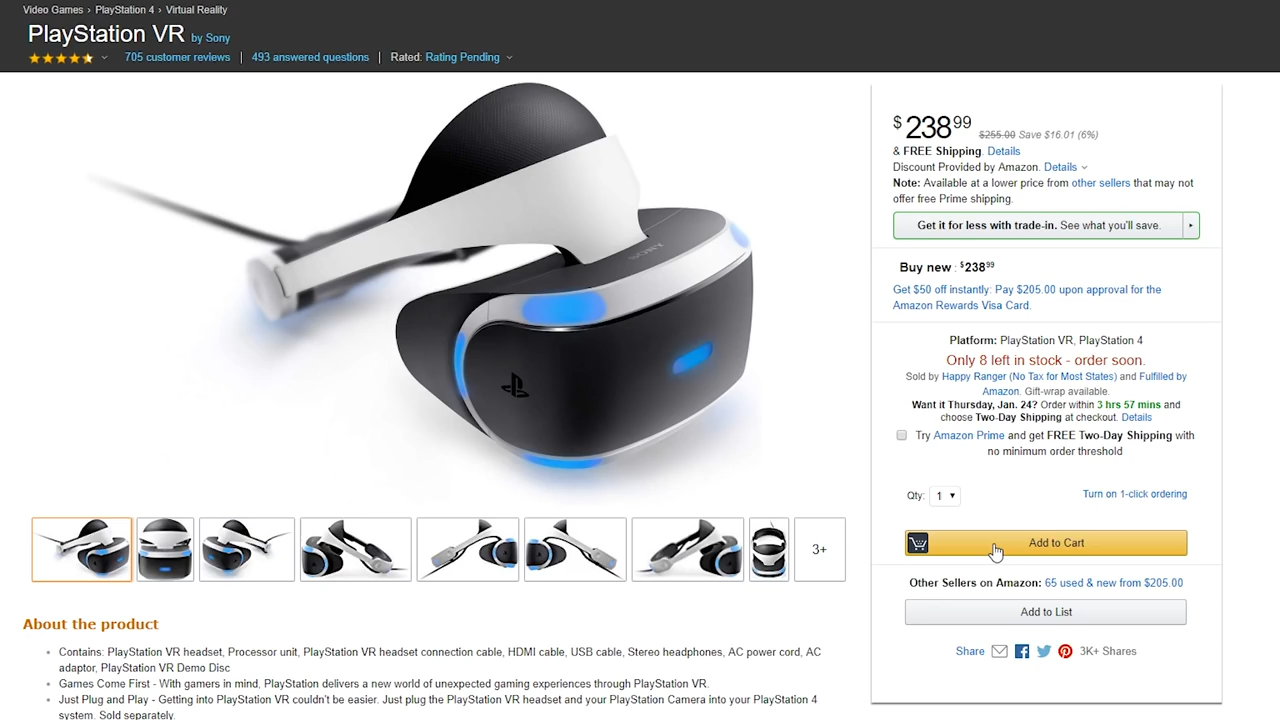 Video Games › PlayStation 4 › Virtual Reality
PlayStation VR by Sony
705 customer reviews | 493 answered questions | Rated: Rating Pending
SONY
$238.99 $255.00 Save $16.01 (6%)
& FREE Shipping. Details
Discount Provided by Amazon. Details
Note: Available at a lower price from other sellers that may not
offer free Prime shipping.
Get it for less with trade-in. See what you'll save.
Buy new : $238.99
Get $50 off instantly: Pay $205.00 upon approval for the
Amazon Rewards Visa Card.
Platform: PlayStation VR, PlayStation 4
Only 8 left in stock - order soon.
Sold by Happy Ranger (No Tax for Most States) and Fulfilled by
Amazon. Gift-wrap available.
Want it Thursday, Jan. 24? Order within 3 hrs 57 mins and
choose Two-Day Shipping at checkout. Details
Try Amazon Prime and get FREE Two-Day Shipping with
no minimum order threshold
Qty: 1
Turn on 1-click ordering
Add to Cart
Other Sellers on Amazon: 65 used & new from $205.00
Add to List
Share 3K+ Shares
3+
About the product
Contains: PlayStation VR headset, Processor unit, PlayStation VR headset connection cable, HDMI cable, USB cable, Stereo headphones, AC power cord, AC
adaptor, PlayStation VR Demo Disc
Games Come First - With gamers in mind, PlayStation delivers a new world of unexpected gaming experiences through PlayStation VR.
Just Plug and Play - Getting into PlayStation VR couldn't be easier. Just plug the PlayStation VR headset and your PlayStation Camera into your PlayStation 4
system. Sold separately.